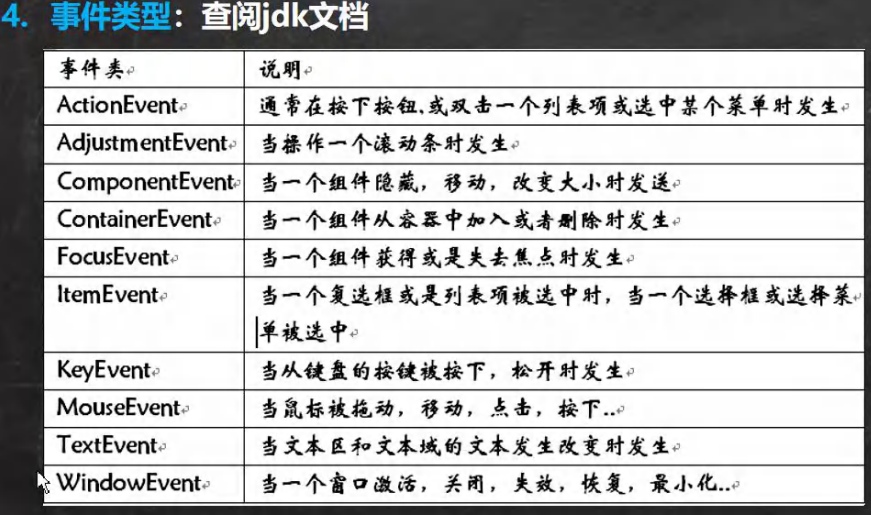 4. 事件类型：查阅jdk文档
事件类 说明
ActionEvent 通常在按下按钮,或双击一个列表项或选中某个菜单时发生
AdjustmentEvent 当操作一个滚动条时发生
ComponentEvent 当一个组件隐藏，移动，改变大小时发送
ContainerEvent 当一个组件从容器中加入或者删除时发生
FocusEvent 当一个组件获得或是失去焦点时发生
ItemEvent 当一个复选框或是列表项被选中时，当一个选择框或选择菜
单被选中
KeyEvent 当从键盘的按键被按下，松开时发生
MouseEvent 当鼠标被拖动，移动，点击，按下..
TextEvent 当文本区和文本域的文本发生改变时发生
WindowEvent 当一个窗口激活，关闭，失效，恢复，最小化..